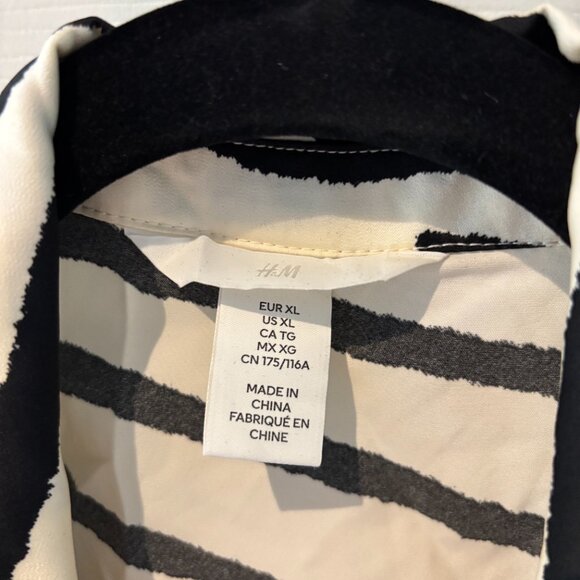 H&M
EUR XL
US XL
CA TG
MX XG
CN 175/116A
MADE IN
CHINA
FABRIQUÉ EN
CHINE